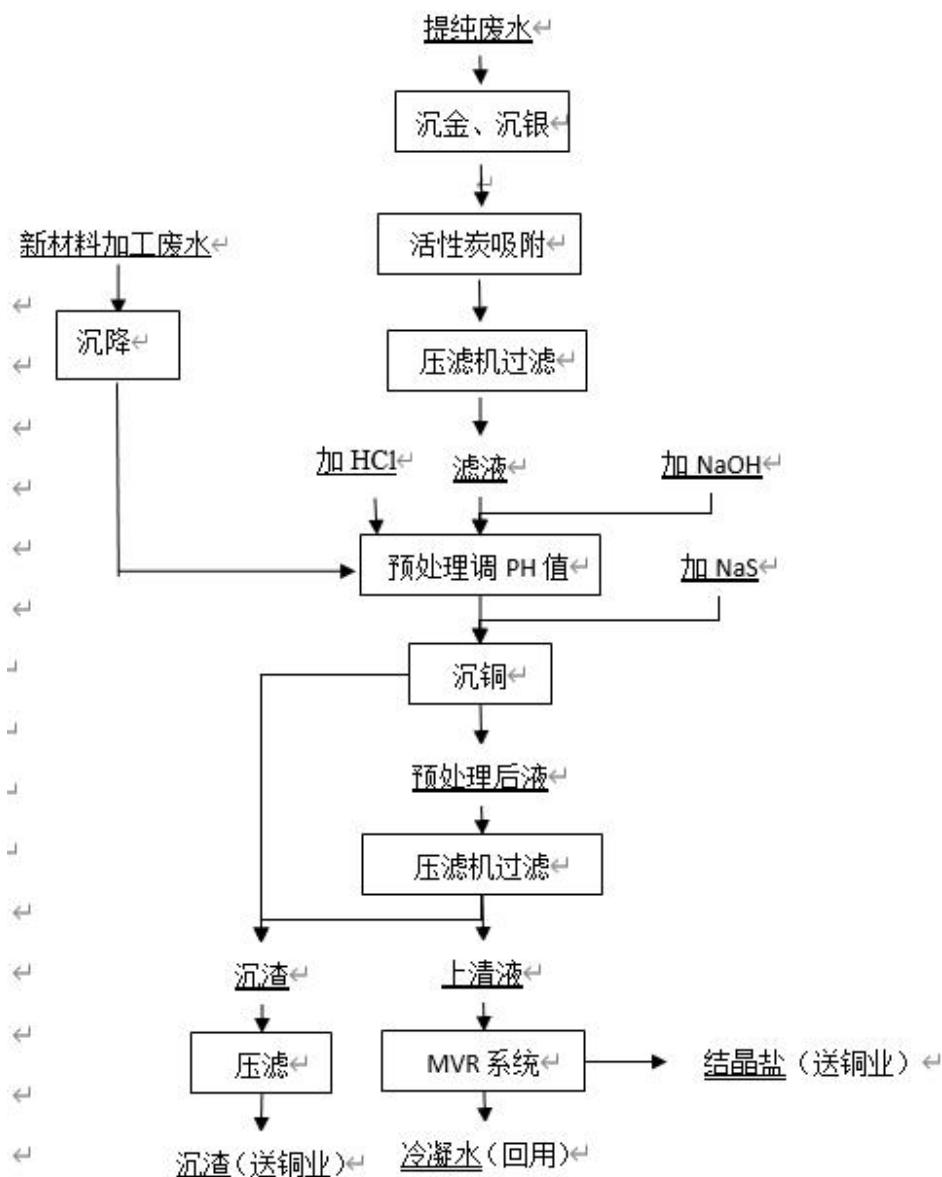 提纯废水
沉金、沉银
新材料加工废水
活性炭吸附
沉降
压滤机过滤
加 HCl
滤液
加 NaOH
预处理调 PH 值
加 NaS
沉铜
预处理后液
压滤机过滤
沉渣
上清液
压滤
MVR 系统
结晶盐（送铜业）
沉渣（送铜业）
冷凝水（回用）